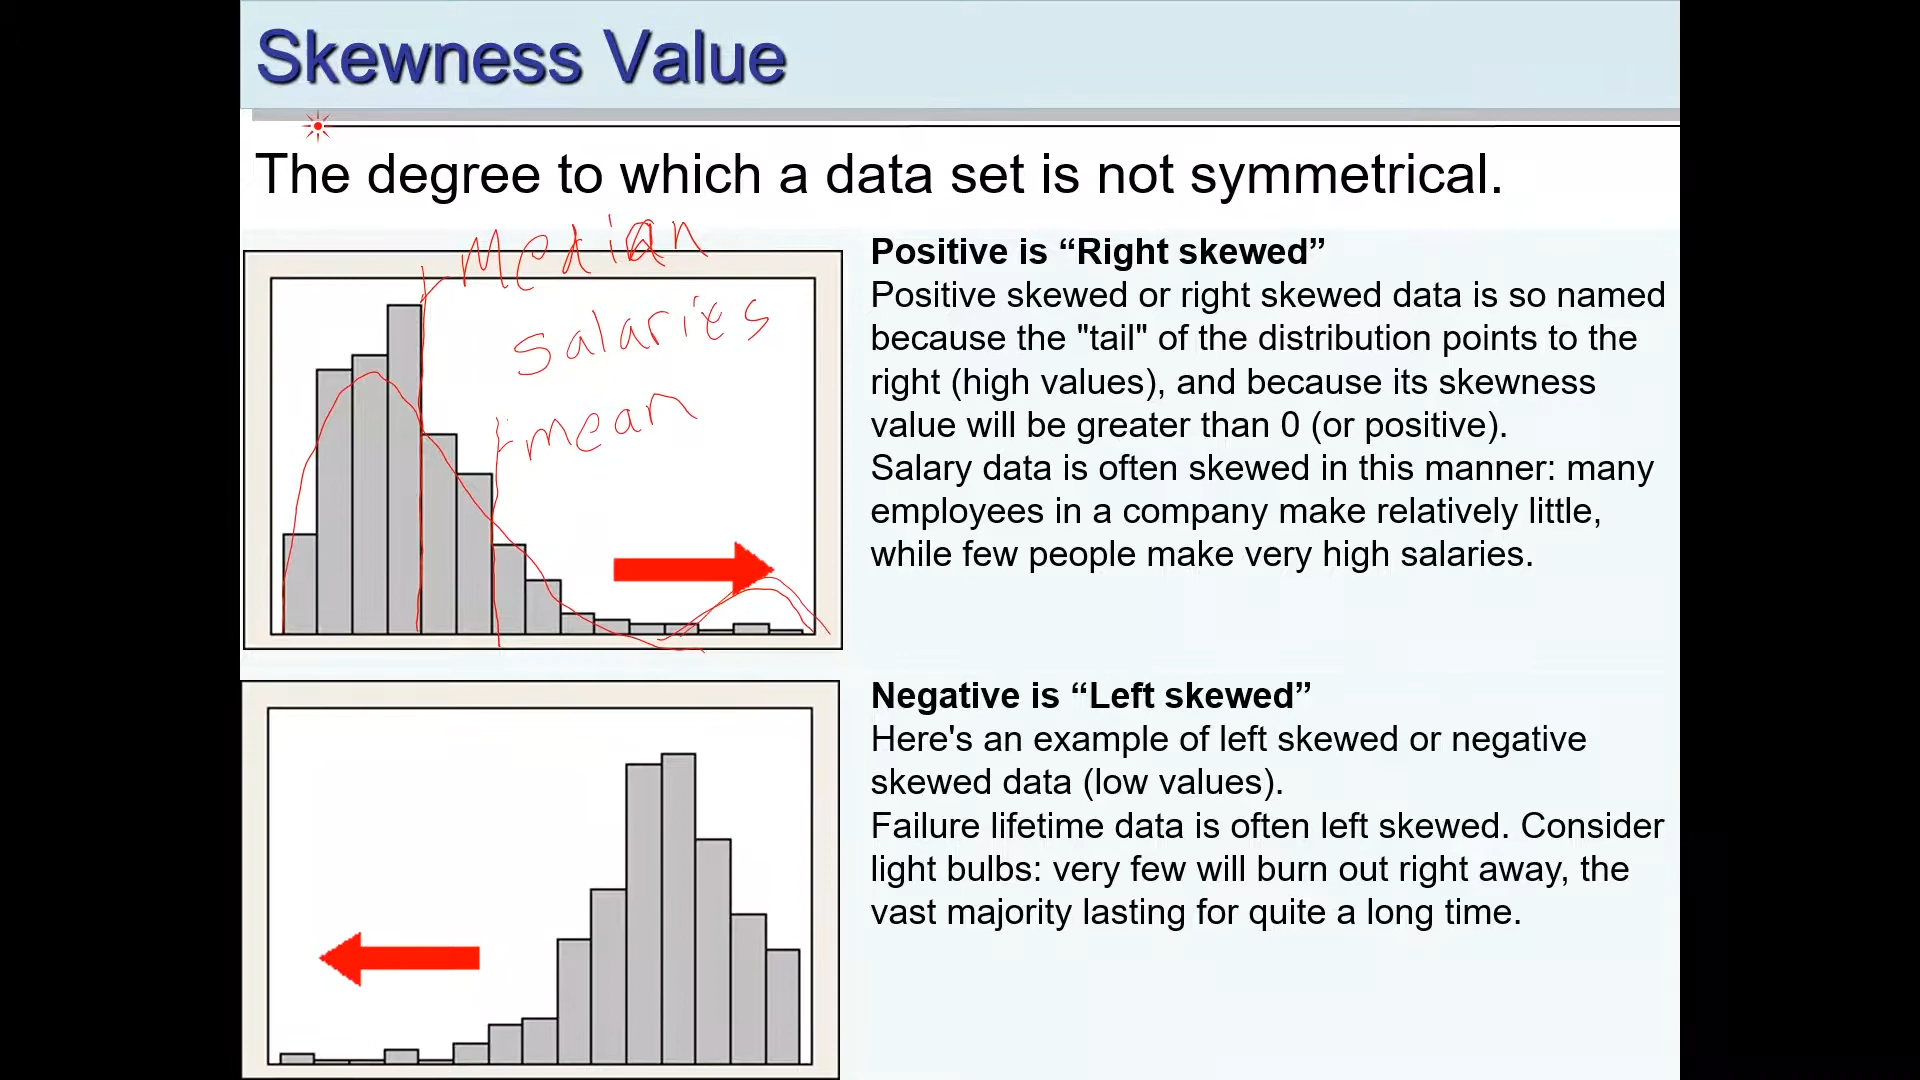 Skewness Value
The degree to which a data set is not symmetrical.
Median
salaries
mean
Positive is “Right skewed”
Positive skewed or right skewed data is so named
because the "tail" of the distribution points to the
right (high values), and because its skewness
value will be greater than 0 (or positive).
Salary data is often skewed in this manner: many
employees in a company make relatively little,
while few people make very high salaries.
Negative is “Left skewed”
Here's an example of left skewed or negative
skewed data (low values).
Failure lifetime data is often left skewed. Consider
light bulbs: very few will burn out right away, the
vast majority lasting for quite a long time.